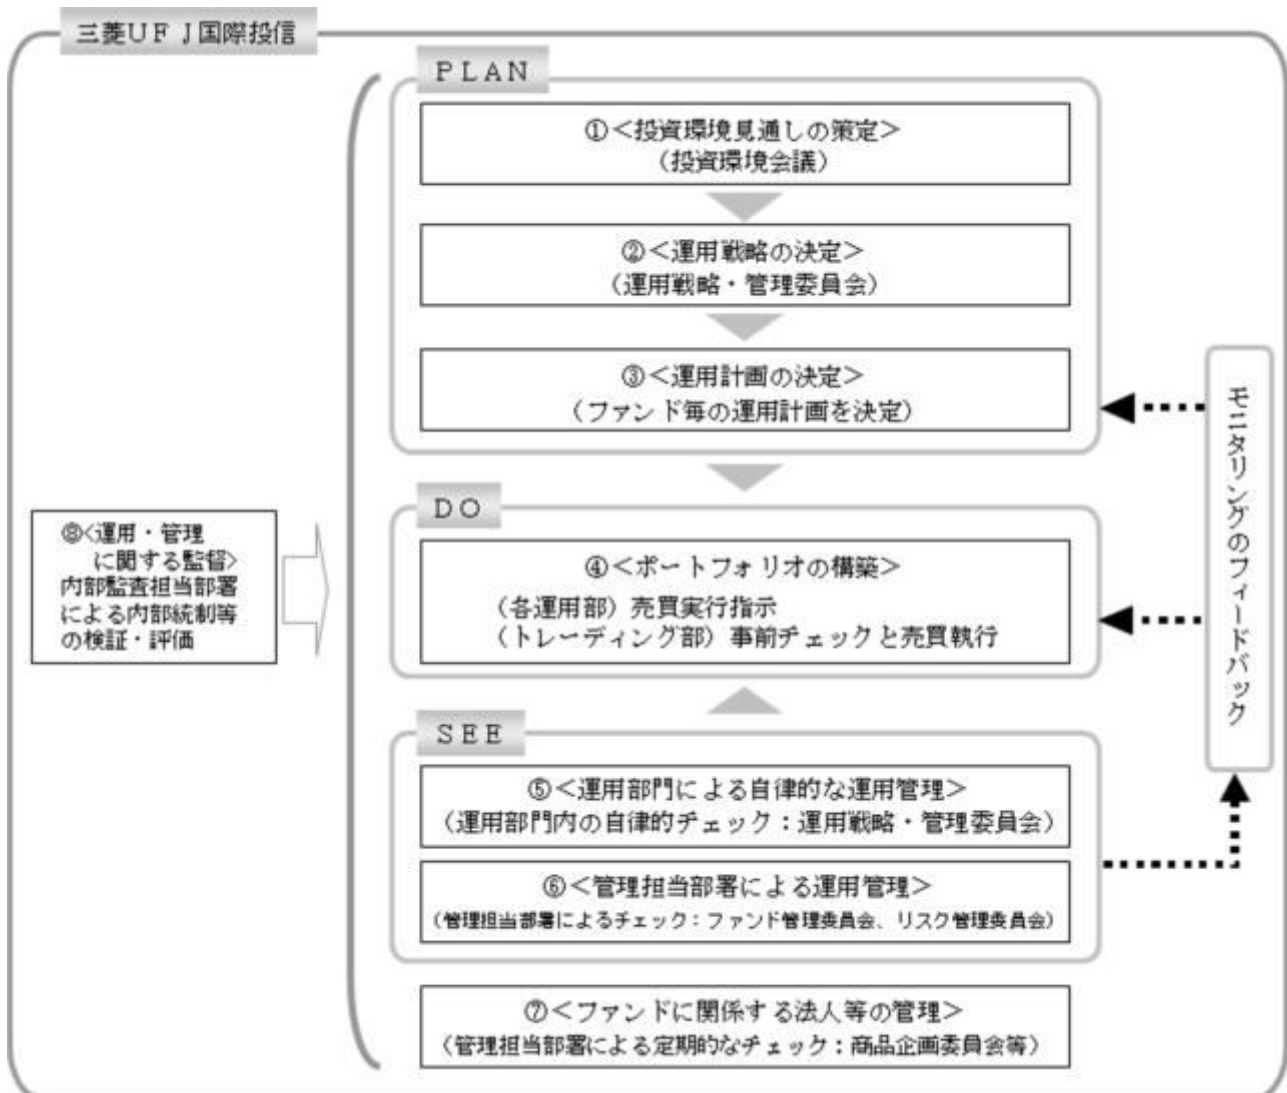 三菱UFJ国際投信
PLAN
①<投資環境見通しの策定>
(投資環境会議)
②<運用戦略の決定>
(運用戦略・管理委員会)
③<運用計画の決定>
(ファンド毎の運用計画を決定)
DO
④<ポートフォリオの構築>
(各運用部)売買実行指示
(トレーディング部)事前チェックと売買執行
SEE
⑤<運用部門による自律的な運用管理>
(運用部門内の自律的チェック:運用戦略・管理委員会)
⑥<管理担当部署による運用管理>
(管理担当部署によるチェック:ファンド管理委員会、リスク管理委員会)
⑦<ファンドに関係する法人等の管理>
(管理担当部署による定期的なチェック:商品企画委員会等)
⑧<運用・管理
に関する監督>
内部監査担当部署
による内部統制等
の検証・評価
モニタリングのフィードバック